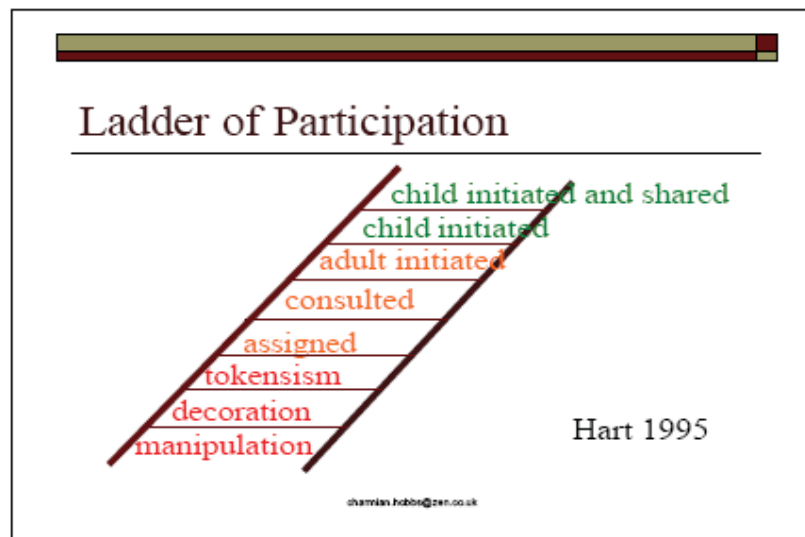 Ladder of Participation
child initiated and shared
child initiated
adult initiated
consulted
assigned
tokensism
decoration
manipulation
Hart 1995
charmian.hobbs@zen.co.uk